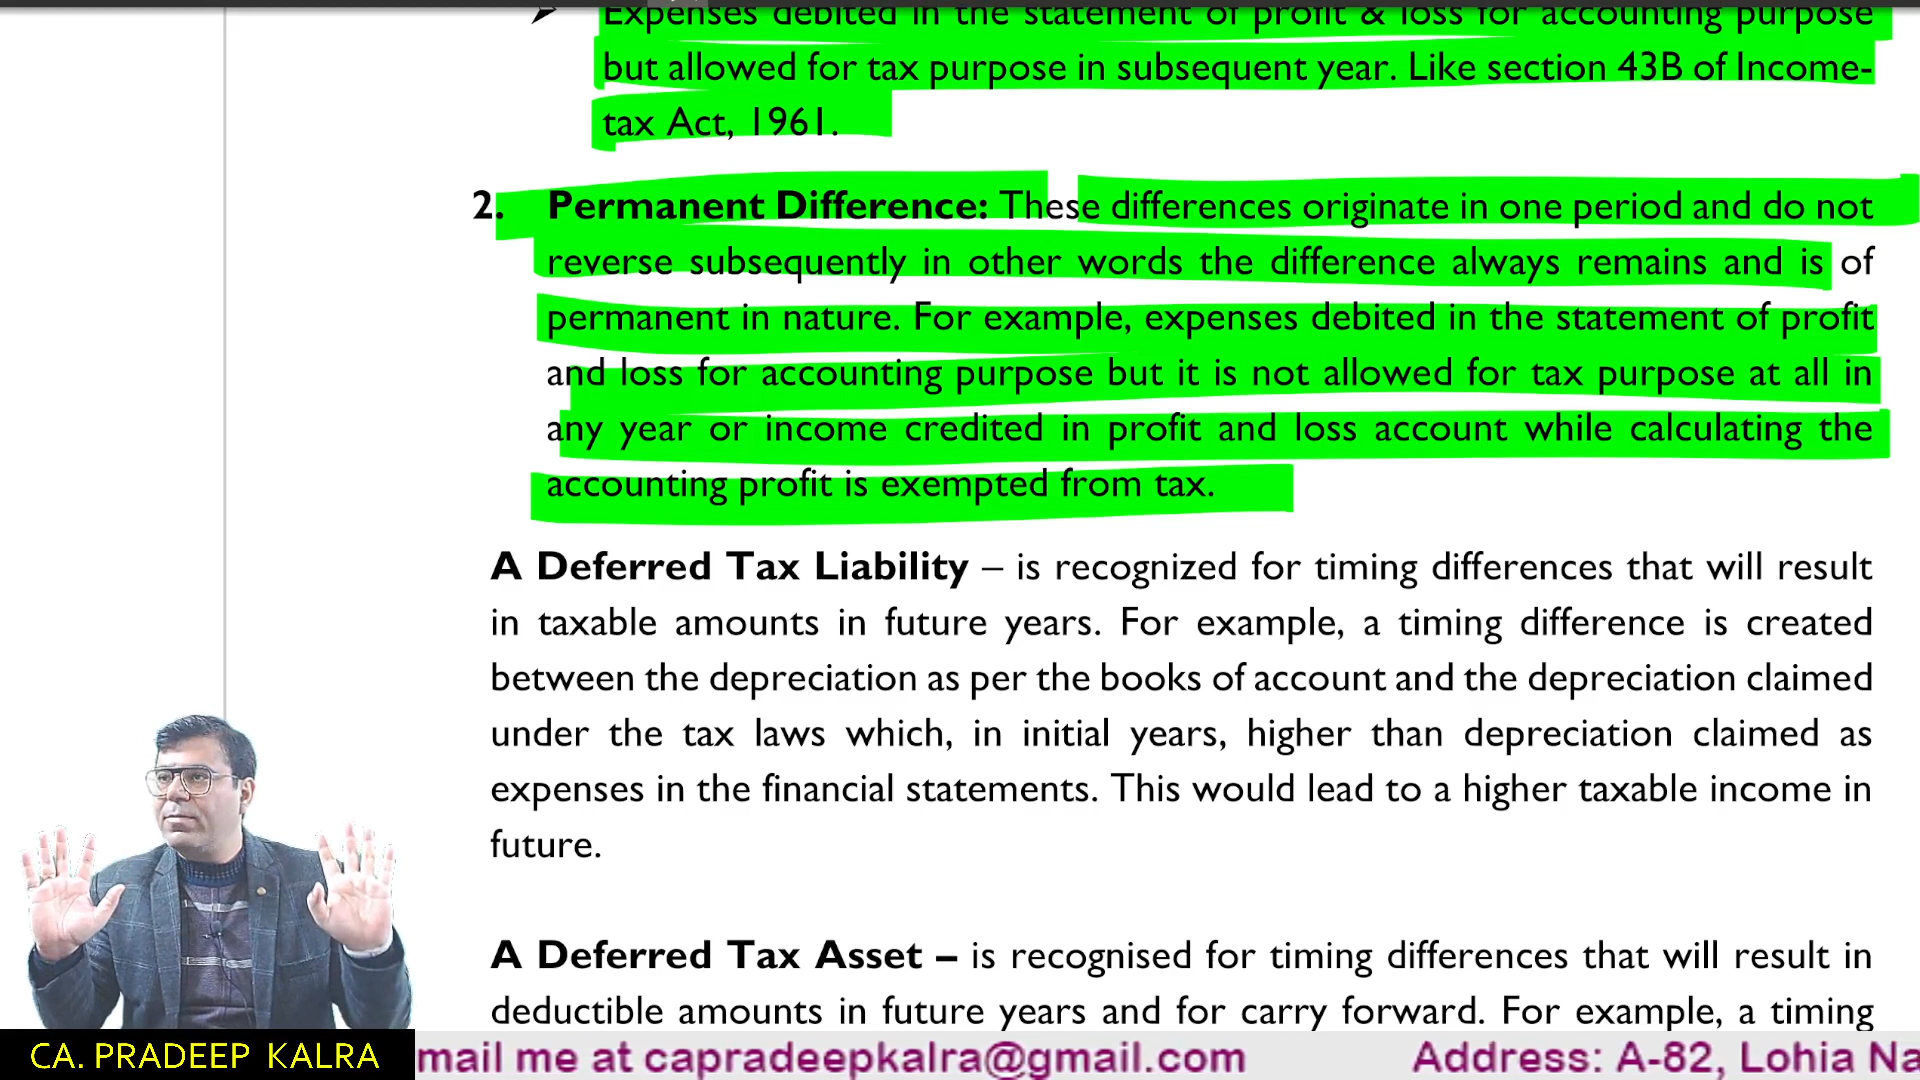 Expenses debited in the statement of profit & loss for accounting purpose
but allowed for tax purpose in subsequent year. Like section 43B of Income-
tax Act, 1961.
2. Permanent Difference: These differences originate in one period and do not
reverse subsequently in other words the difference always remains and is of
permanent in nature. For example, expenses debited in the statement of profit
and loss for accounting purpose but it is not allowed for tax purpose at all in
any year or income credited in profit and loss account while calculating the
accounting profit is exempted from tax.
A Deferred Tax Liability – is recognized for timing differences that will result
in taxable amounts in future years. For example, a timing difference is created
between the depreciation as per the books of account and the depreciation claimed
under the tax laws which, in initial years, higher than depreciation claimed as
expenses in the financial statements. This would lead to a higher taxable income in
future.
A Deferred Tax Asset – is recognised for timing differences that will result in
deductible amounts in future years and for carry forward. For example, a timing
CA. PRADEEP KALRA
mail me at capradeepkalra@gmail.com Address: A-82, Lohia Na